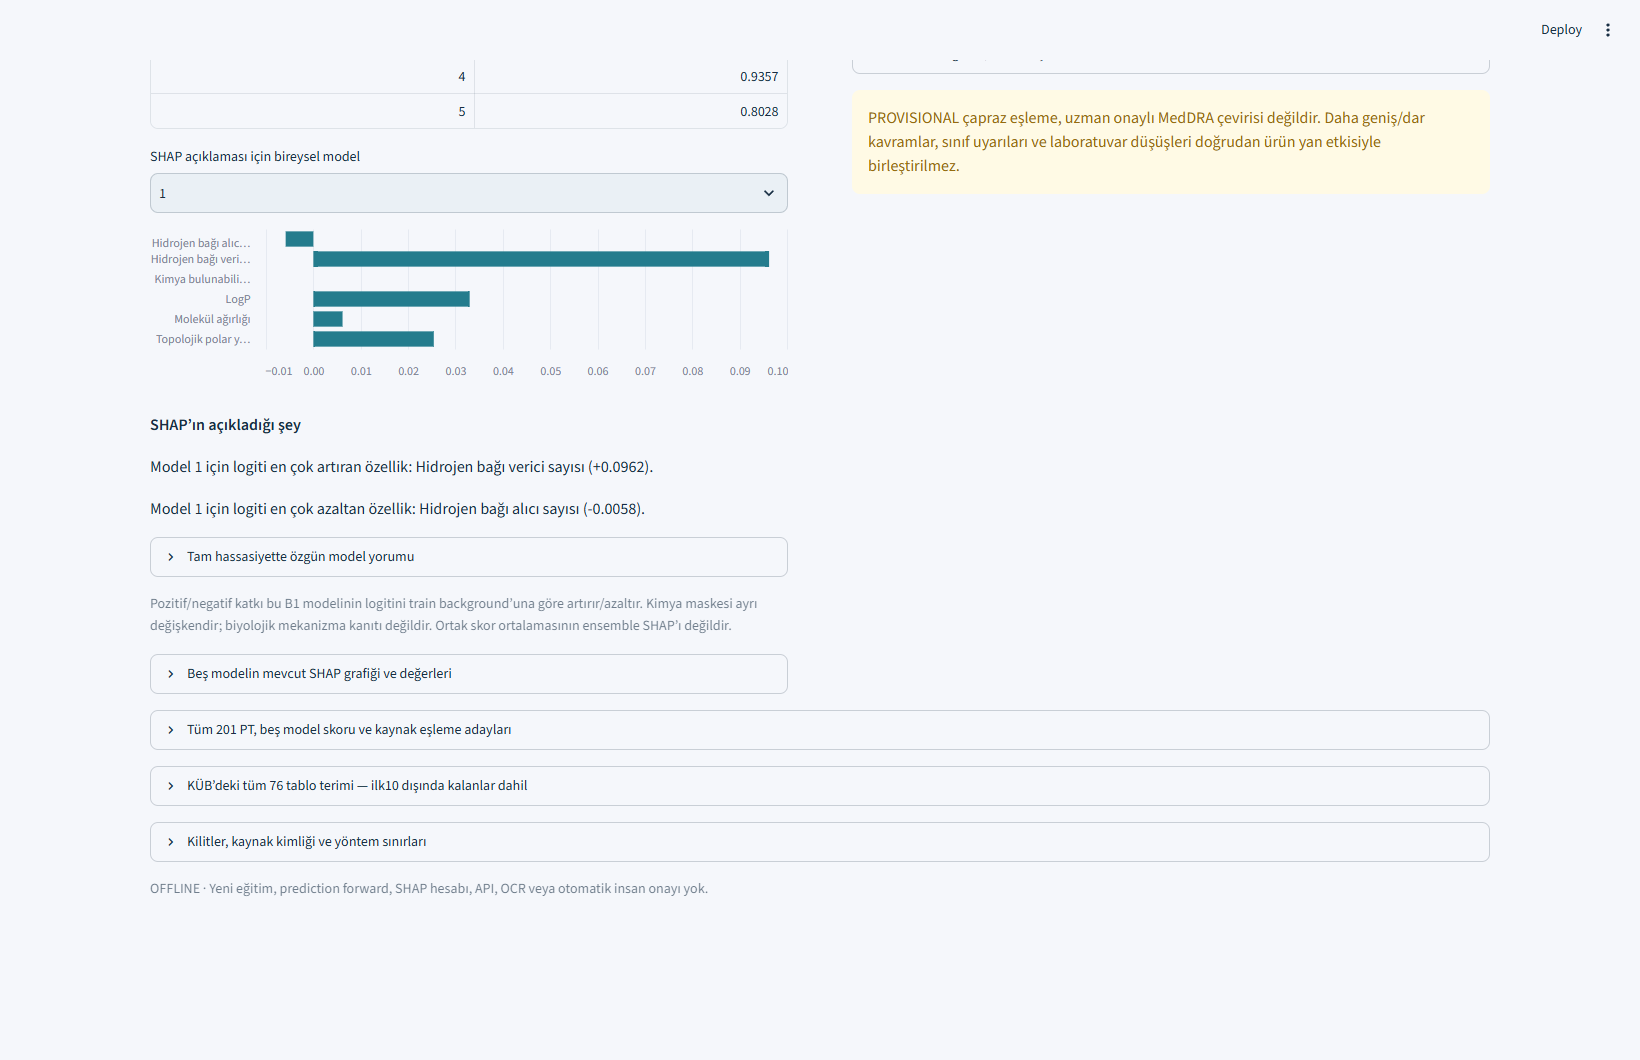 Deploy
4 0.9357
5 0.8028
SHAP açıklaması için bireysel model
1
Hidrojen bağı alıc…
Hidrojen bağı veri…
Kimya bulunabili…
LogP
Molekül ağırlığı
Topolojik polar y…
−0.01 0.00 0.01 0.02 0.03 0.04 0.05 0.06 0.07 0.08 0.09 0.10
SHAP’ın açıkladığı şey
Model 1 için logiti en çok artıran özellik: Hidrojen bağı verici sayısı (+0.0962).
Model 1 için logiti en çok azaltan özellik: Hidrojen bağı alıcı sayısı (-0.0058).
Tam hassasiyette özgün model yorumu
Pozitif/negatif katkı bu B1 modelinin logitini train background’una göre artırır/azaltır. Kimya maskesi ayrı
değişkendir; biyolojik mekanizma kanıtı değildir. Ortak skor ortalamasının ensemble SHAP’ı değildir.
Beş modelin mevcut SHAP grafiği ve değerleri
PROVISIONAL çapraz eşleme, uzman onaylı MedDRA çevirisi değildir. Daha geniş/dar
kavramlar, sınıf uyarıları ve laboratuvar düşüşleri doğrudan ürün yan etkisiyle
birleştirilmez.
Tüm 201 PT, beş model skoru ve kaynak eşleme adayları
KÜB’deki tüm 76 tablo terimi — ilk10 dışında kalanlar dahil
Kilitler, kaynak kimliği ve yöntem sınırları
OFFLINE · Yeni eğitim, prediction forward, SHAP hesabı, API, OCR veya otomatik insan onayı yok.